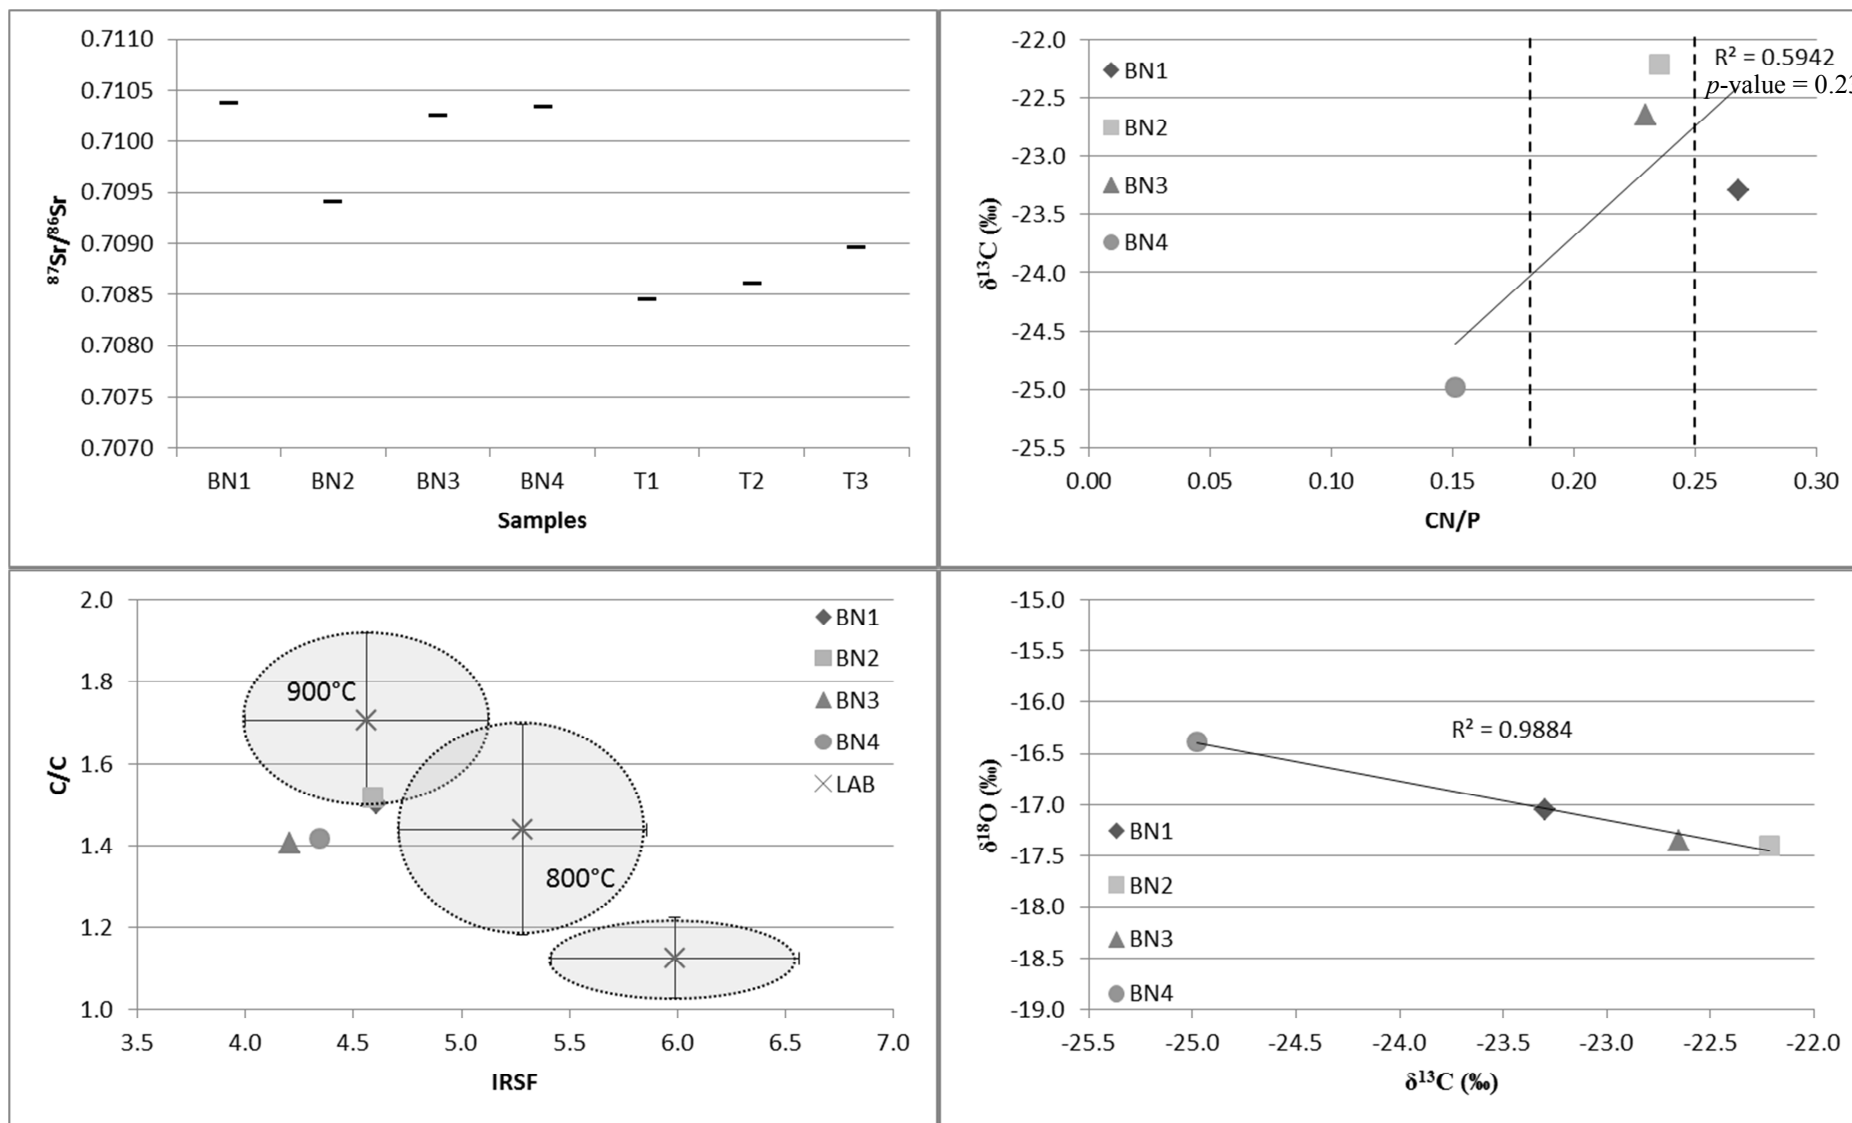 0.7110
0.7105
0.7100
0.7095
0.7090
0.7085
0.7080
0.7075
0.7070
⁸⁷Sr/⁸⁶Sr
BN1 BN2 BN3 BN4 T1 T2 T3
Samples
-22.0
-22.5
-23.0
-23.5
-24.0
-24.5
-25.0
-25.5
δ¹³C (‰)
BN1
BN2
BN3
BN4
R² = 0.5942
p-value = 0.23
0.00 0.05 0.10 0.15 0.20 0.25 0.30
CN/P
2.0
1.8
1.6
1.4
1.2
1.0
C/C
900°C
800°C
BN1
BN2
BN3
BN4
LAB
3.5 4.0 4.5 5.0 5.5 6.0 6.5 7.0
IRSF
-15.0
-15.5
-16.0
-16.5
-17.0
-17.5
-18.0
-18.5
-19.0
δ¹⁸O (‰)
R² = 0.9884
BN1
BN2
BN3
BN4
-25.5 -25.0 -24.5 -24.0 -23.5 -23.0 -22.5 -22.0
δ¹³C (‰)